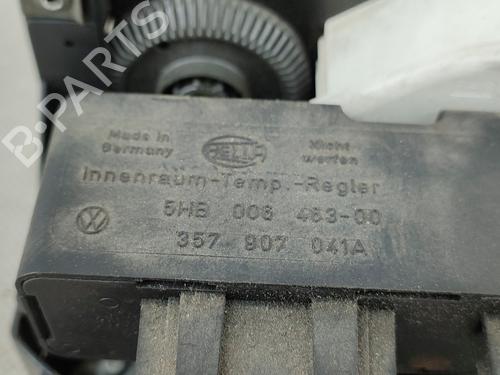 B-PARTS
Made in
Germany
HELLA
Nicht
werfen
Innenraum-Temp.-Regler
5HB 006 463-00
357 907 041A